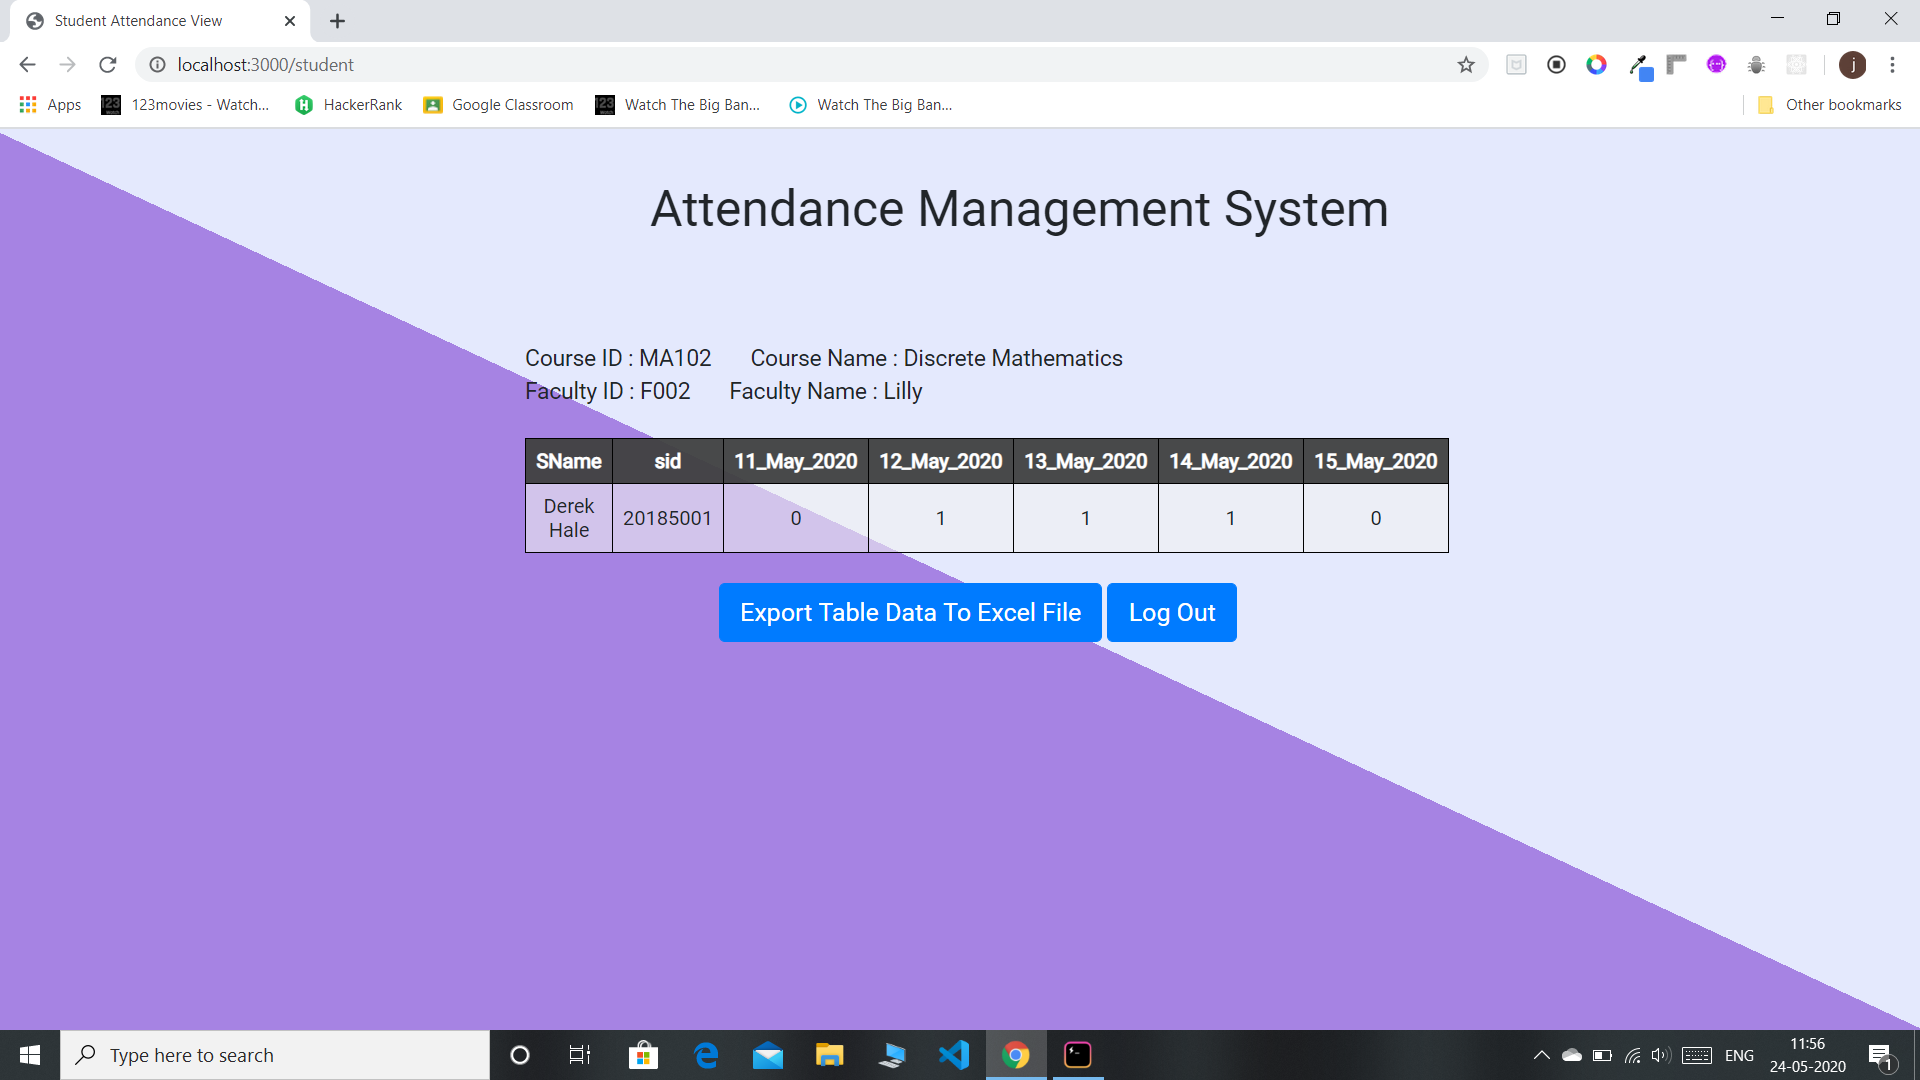 Student Attendance View
localhost:3000/student
j
Apps 123movies - Watch... HackerRank Google Classroom Watch The Big Ban... Watch The Big Ban... Other bookmarks
Attendance Management System
Course ID : MA102 Course Name : Discrete Mathematics
Faculty ID : F002 Faculty Name : Lilly
SName sid 11_May_2020 12_May_2020 13_May_2020 14_May_2020 15_May_2020
Derek Hale 20185001 0 1 1 1 0
Export Table Data To Excel File Log Out
Type here to search ENG 11:56
24-05-2020 1